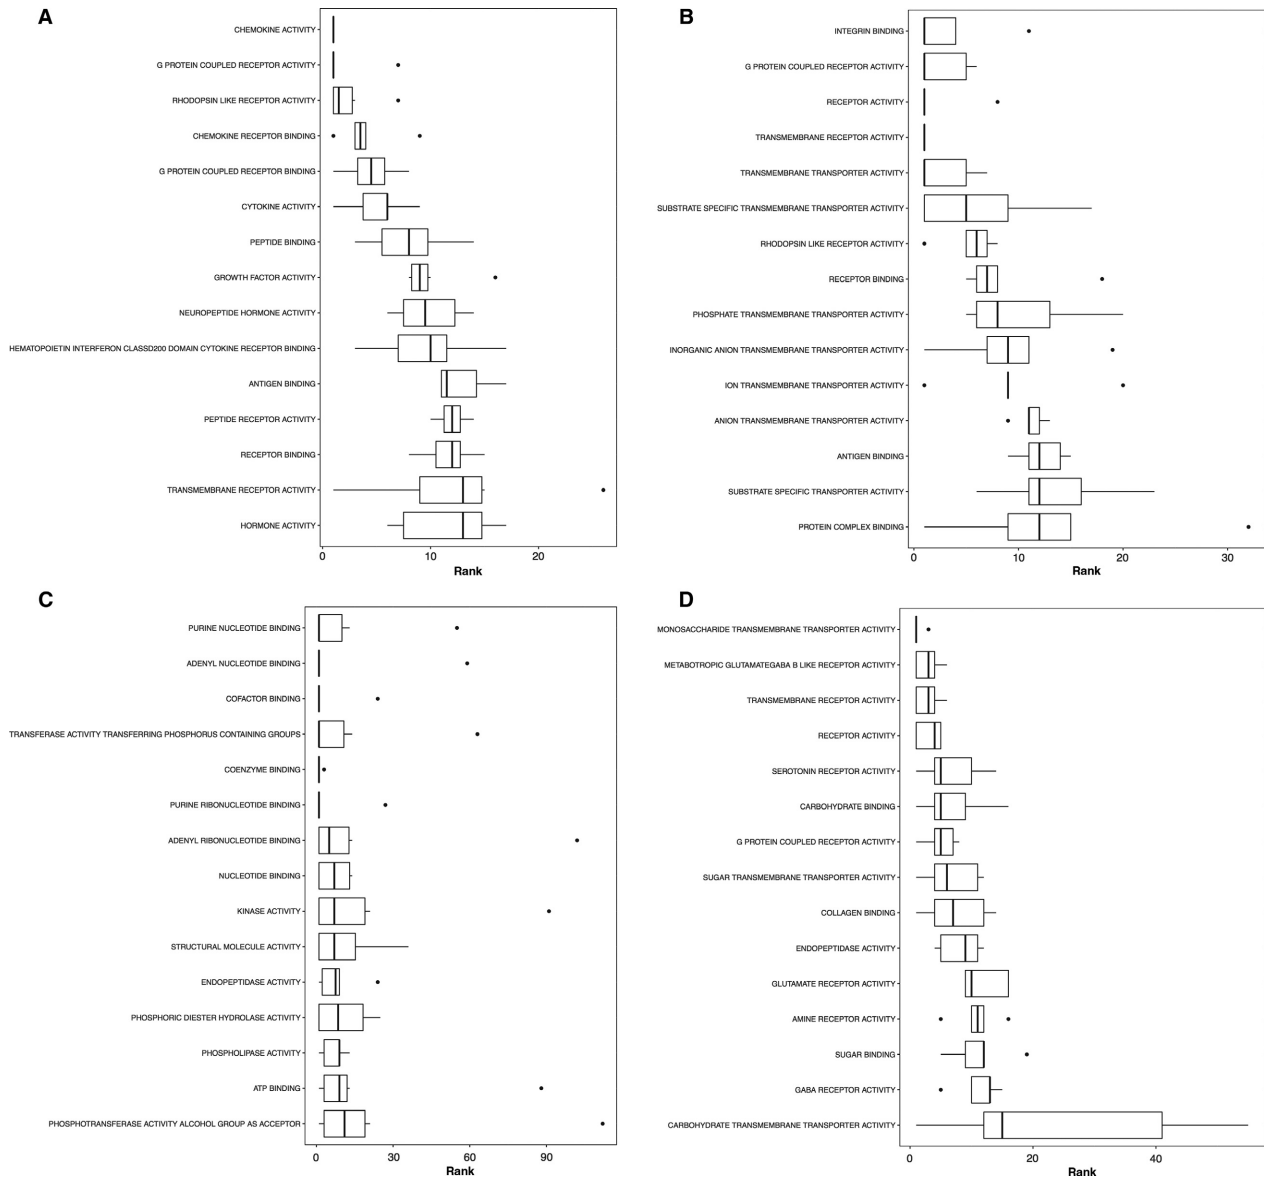 A
CHEMOKINE ACTIVITY
G PROTEIN COUPLED RECEPTOR ACTIVITY
RHODOPSIN LIKE RECEPTOR ACTIVITY
CHEMOKINE RECEPTOR BINDING
G PROTEIN COUPLED RECEPTOR BINDING
CYTOKINE ACTIVITY
PEPTIDE BINDING
GROWTH FACTOR ACTIVITY
NEUROPEPTIDE HORMONE ACTIVITY
HEMATOPOIETIN INTERFERON CLASSD200 DOMAIN CYTOKINE RECEPTOR BINDING
ANTIGEN BINDING
PEPTIDE RECEPTOR ACTIVITY
RECEPTOR BINDING
TRANSMEMBRANE RECEPTOR ACTIVITY
HORMONE ACTIVITY
0 10 20
Rank
B
INTEGRIN BINDING
G PROTEIN COUPLED RECEPTOR ACTIVITY
RECEPTOR ACTIVITY
TRANSMEMBRANE RECEPTOR ACTIVITY
TRANSMEMBRANE TRANSPORTER ACTIVITY
SUBSTRATE SPECIFIC TRANSMEMBRANE TRANSPORTER ACTIVITY
RHODOPSIN LIKE RECEPTOR ACTIVITY
RECEPTOR BINDING
PHOSPHATE TRANSMEMBRANE TRANSPORTER ACTIVITY
INORGANIC ANION TRANSMEMBRANE TRANSPORTER ACTIVITY
ION TRANSMEMBRANE TRANSPORTER ACTIVITY
ANION TRANSMEMBRANE TRANSPORTER ACTIVITY
ANTIGEN BINDING
SUBSTRATE SPECIFIC TRANSPORTER ACTIVITY
PROTEIN COMPLEX BINDING
0 10 20 30
Rank
C
PURINE NUCLEOTIDE BINDING
ADENYL NUCLEOTIDE BINDING
COFACTOR BINDING
TRANSFERASE ACTIVITY TRANSFERRING PHOSPHORUS CONTAINING GROUPS
COENZYME BINDING
PURINE RIBONUCLEOTIDE BINDING
ADENYL RIBONUCLEOTIDE BINDING
NUCLEOTIDE BINDING
KINASE ACTIVITY
STRUCTURAL MOLECULE ACTIVITY
ENDOPEPTIDASE ACTIVITY
PHOSPHORIC DIESTER HYDROLASE ACTIVITY
PHOSPHOLIPASE ACTIVITY
ATP BINDING
PHOSPHOTRANSFERASE ACTIVITY ALCOHOL GROUP AS ACCEPTOR
0 30 60 90
Rank
D
MONOSACCHARIDE TRANSMEMBRANE TRANSPORTER ACTIVITY
METABOTROPIC GLUTAMATEGABA B LIKE RECEPTOR ACTIVITY
TRANSMEMBRANE RECEPTOR ACTIVITY
RECEPTOR ACTIVITY
SEROTONIN RECEPTOR ACTIVITY
CARBOHYDRATE BINDING
G PROTEIN COUPLED RECEPTOR ACTIVITY
SUGAR TRANSMEMBRANE TRANSPORTER ACTIVITY
COLLAGEN BINDING
ENDOPEPTIDASE ACTIVITY
GLUTAMATE RECEPTOR ACTIVITY
AMINE RECEPTOR ACTIVITY
SUGAR BINDING
GABA RECEPTOR ACTIVITY
CARBOHYDRATE TRANSMEMBRANE TRANSPORTER ACTIVITY
0 20 40
Rank